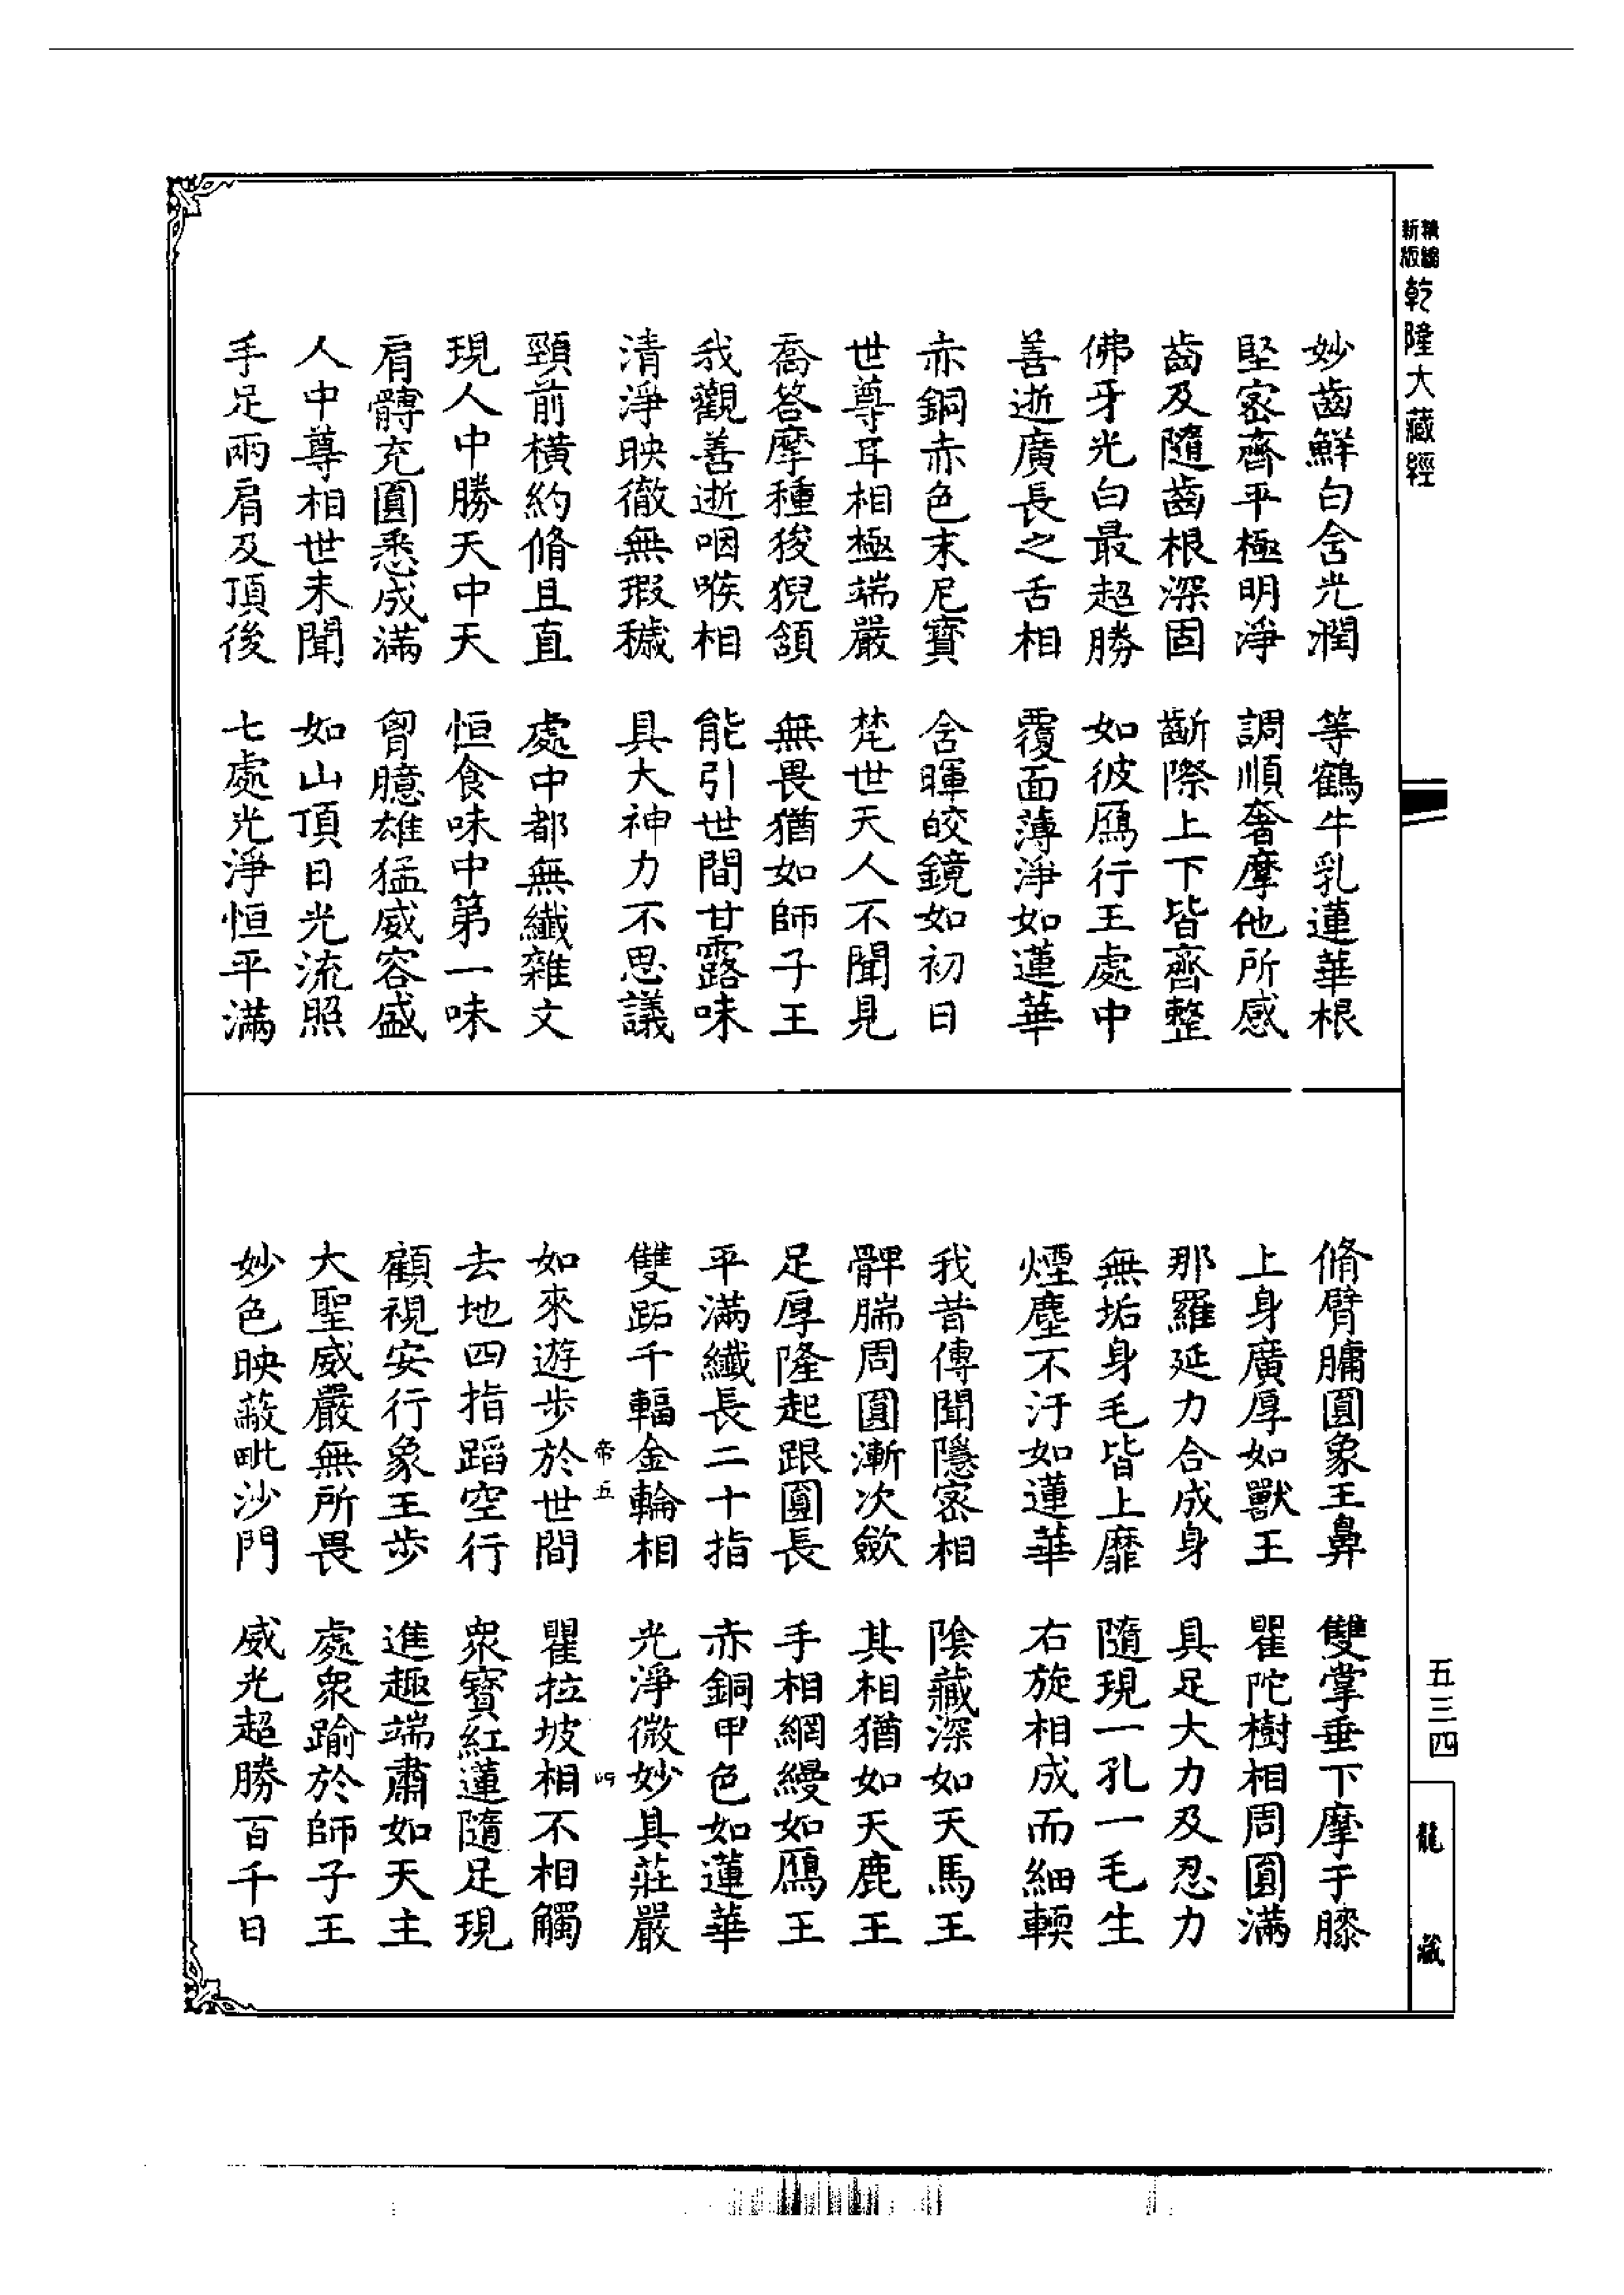 精編
新版
乾隆大藏經
妙齒鮮白含光潤　等鶴牛乳蓮華根
堅密齊平極明淨　調順奢摩他所感
齒及隨齒根深固　齗際上下皆齊整
佛牙光白最超勝　如彼鴈行王處中
善逝廣長之舌相　覆面薄淨如蓮華
赤銅赤色末尼寶　含暉皎鏡如初日
世尊耳相極端嚴　梵世天人不聞見
喬答摩種狻猊頷　無畏猶如師子王
我觀善逝咽喉相　能引世間甘露味
清淨映徹無瑕穢　具大神力不思議
頸前橫約脩且直　處中都無纖雜文
現人中勝天中天　恒食味中第一味
肩髆充圓悉成滿　胷臆雄猛威容盛
人中尊相世未聞　如山頂日光流照
手足兩肩及頂後　七處光淨恒平滿
脩臂𦟛圓象王鼻　雙掌垂下摩于膝
上身廣厚如獸王　瞿陀樹相周圓滿
那羅延力合成身　具足大力及忍力
無垢身毛皆上靡　隨現一孔一毛生
煙塵不汙如蓮華　右旋相成而細輭
我昔傳聞隱密相　陰藏深如天馬王
髀腨周圓漸次斂　其相猶如天鹿王
足厚隆起跟圓長　手相網縵如鴈王
平滿纖長二十指　赤銅甲色如蓮華
雙跖千輻金輪相　光淨微妙具莊嚴
帝五
四
如來遊步於世間　瞿拉坡相不相觸
去地四指蹈空行　衆寶紅蓮隨足現
顧視安行象王步　進趣端肅如天主
大聖威嚴無所畏　處衆踰於師子王
妙色映蔽毗沙門　威光超勝百千日
五三四
龍藏